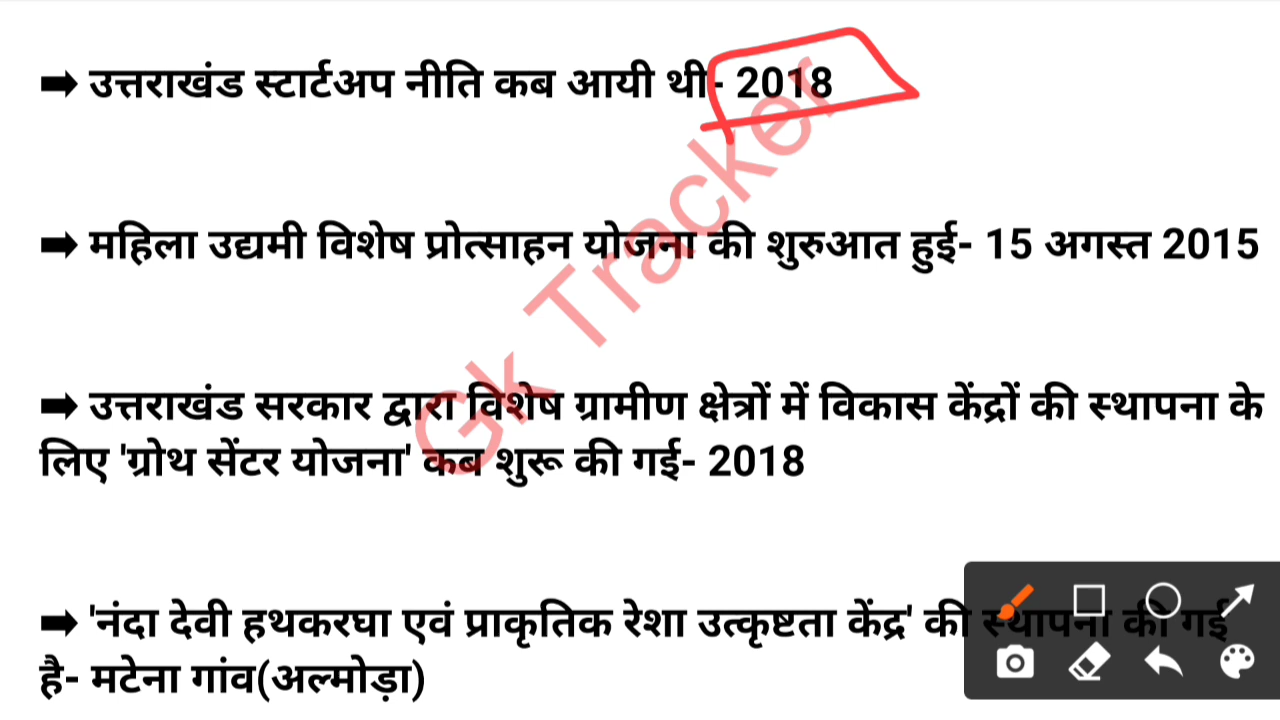 ➡ उत्तराखंड स्टार्टअप नीति कब आयी थी- 2018
➡ महिला उद्यमी विशेष प्रोत्साहन योजना की शुरुआत हुई- 15 अगस्त 2015
➡ उत्तराखंड सरकार द्वारा विशेष ग्रामीण क्षेत्रों में विकास केंद्रों की स्थापना के
लिए 'ग्रोथ सेंटर योजना' कब शुरू की गई- 2018
➡ 'नंदा देवी हथकरघा एवं प्राकृतिक रेशा उत्कृष्टता केंद्र' की स्थापना की गई
है- मटेना गांव(अल्मोड़ा)
Gk Tracker